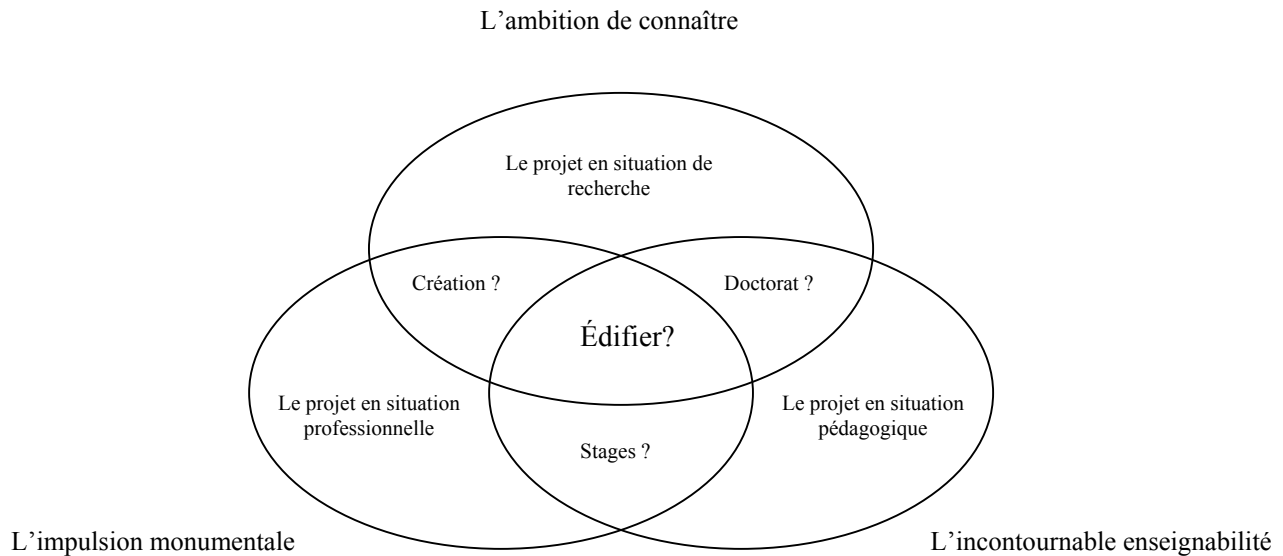 L’ambition de connaître
Le projet en situation de
recherche
Création ?
Doctorat ?
Édifier?
Le projet en situation
professionnelle
Le projet en situation
pédagogique
Stages ?
L’impulsion monumentale
L’incontournable enseignabilité